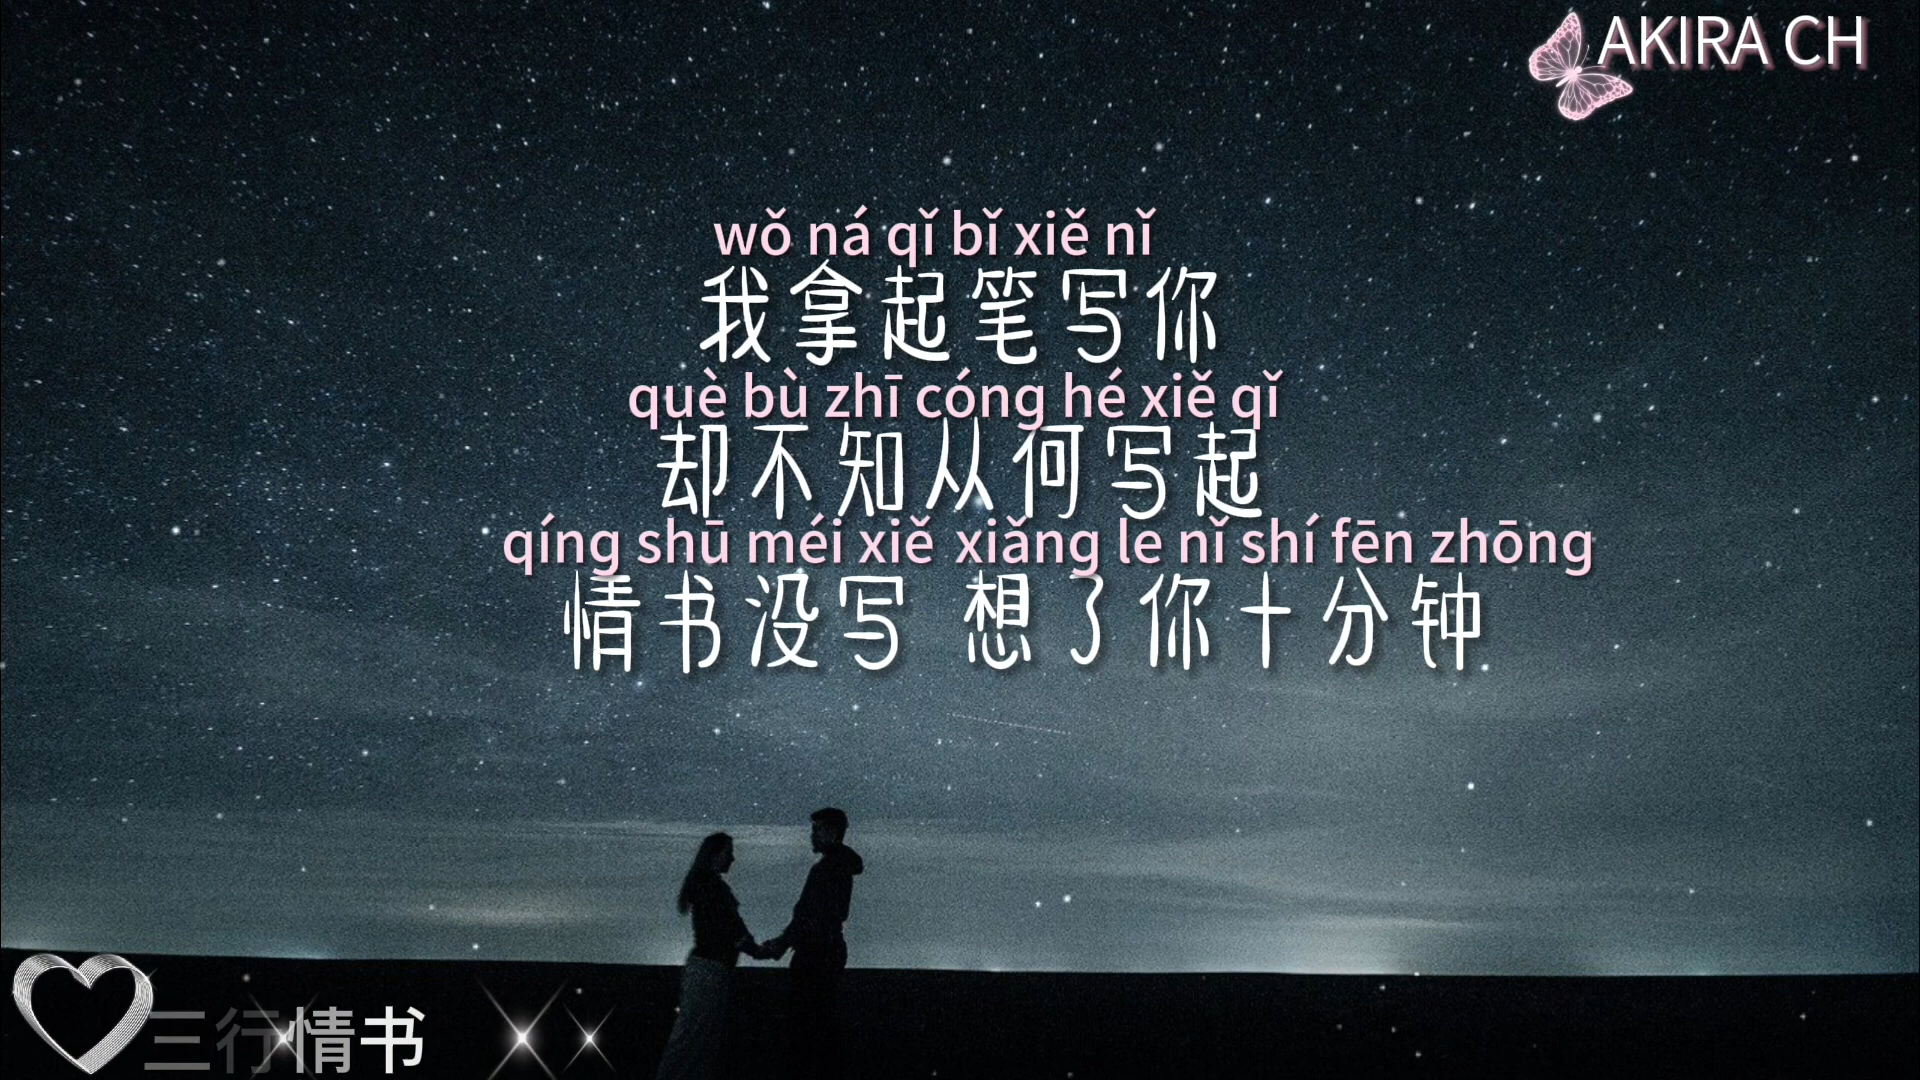 AKIRA CH
wǒ ná qǐ bǐ xiě nǐ
我拿起笔写你
què bù zhī cóng hé xiě qǐ
却不知从何写起
qíng shū méi xiě xiǎng le nǐ shí fēn zhōng
情书没写 想了你十分钟
三行情书